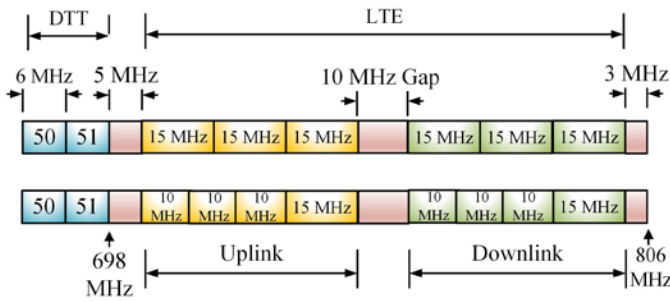 DTT LTE
6 MHz 5 MHz 10 MHz Gap 3 MHz
50 51 15 MHz 15 MHz 15 MHz 15 MHz 15 MHz 15 MHz
50 51 10 MHz 10 MHz 10 MHz 15 MHz 10 MHz 10 MHz 10 MHz 15 MHz
698 MHz Uplink Downlink 806 MHz